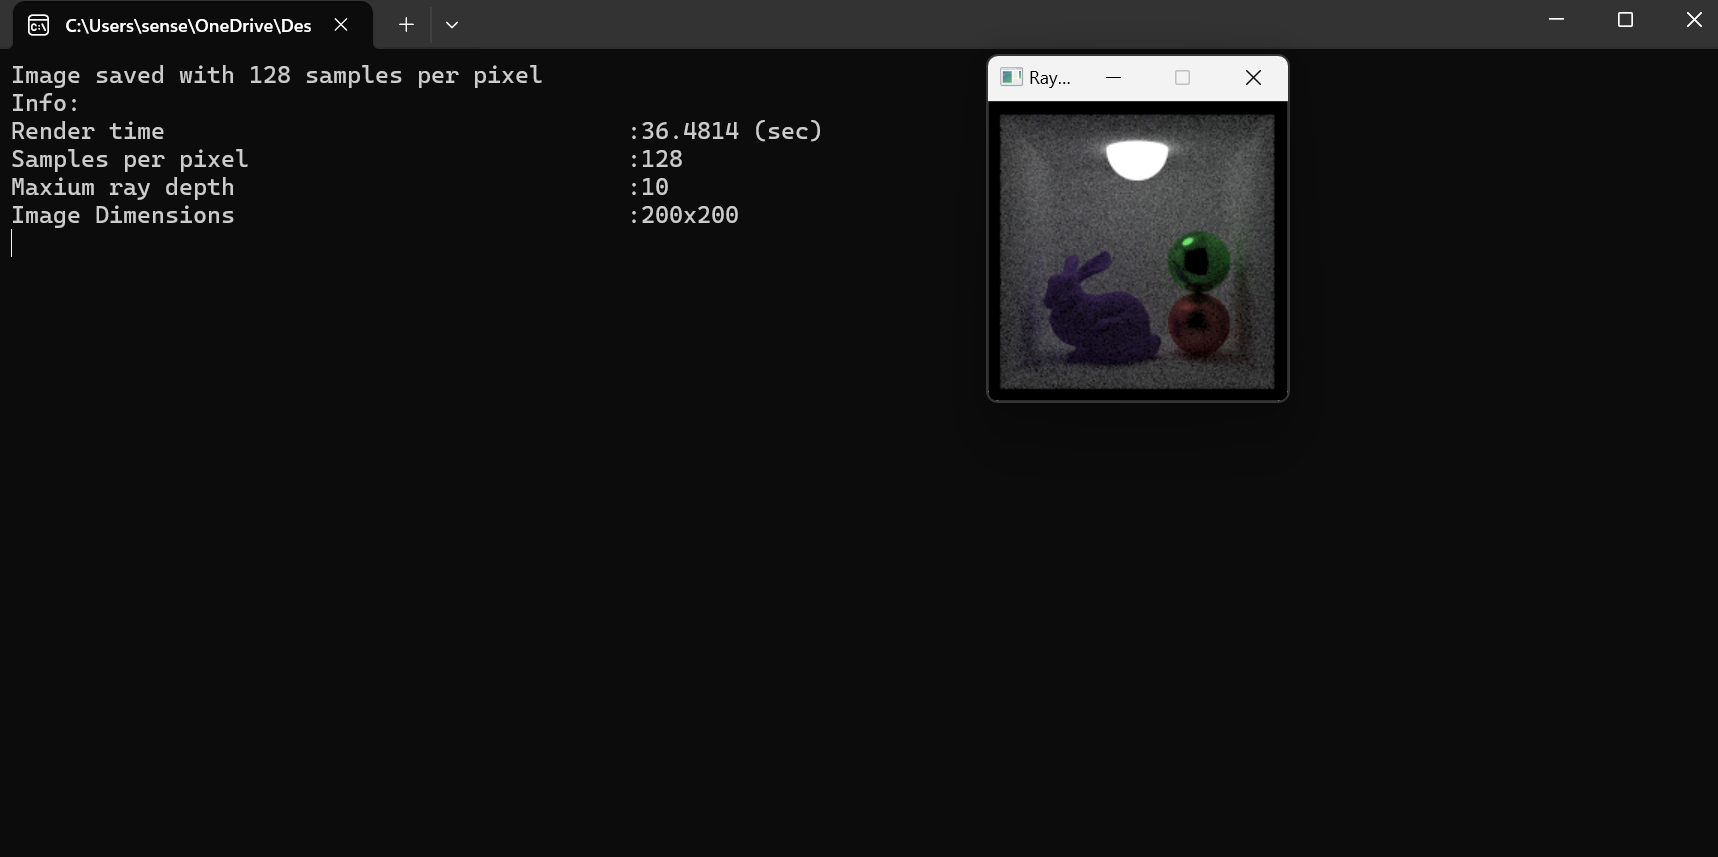 C:\Users\sense\OneDrive\Des
Image saved with 128 samples per pixel
Info:
Render time :36.4814 (sec)
Samples per pixel :128
Maxium ray depth :10
Image Dimensions :200x200
Ray...